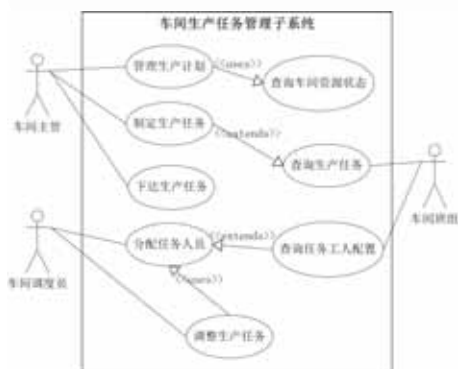 车间生产任务管理子系统
管理生产计划
<<uses>>
查询车间资源状态
车间主管
制定生产任务
<<extends>>
查询生产任务
下达生产任务
车间班组
分配任务人员
<<extends>>
查询任务工人配置
车间调度员
<<uses>>
调整生产任务